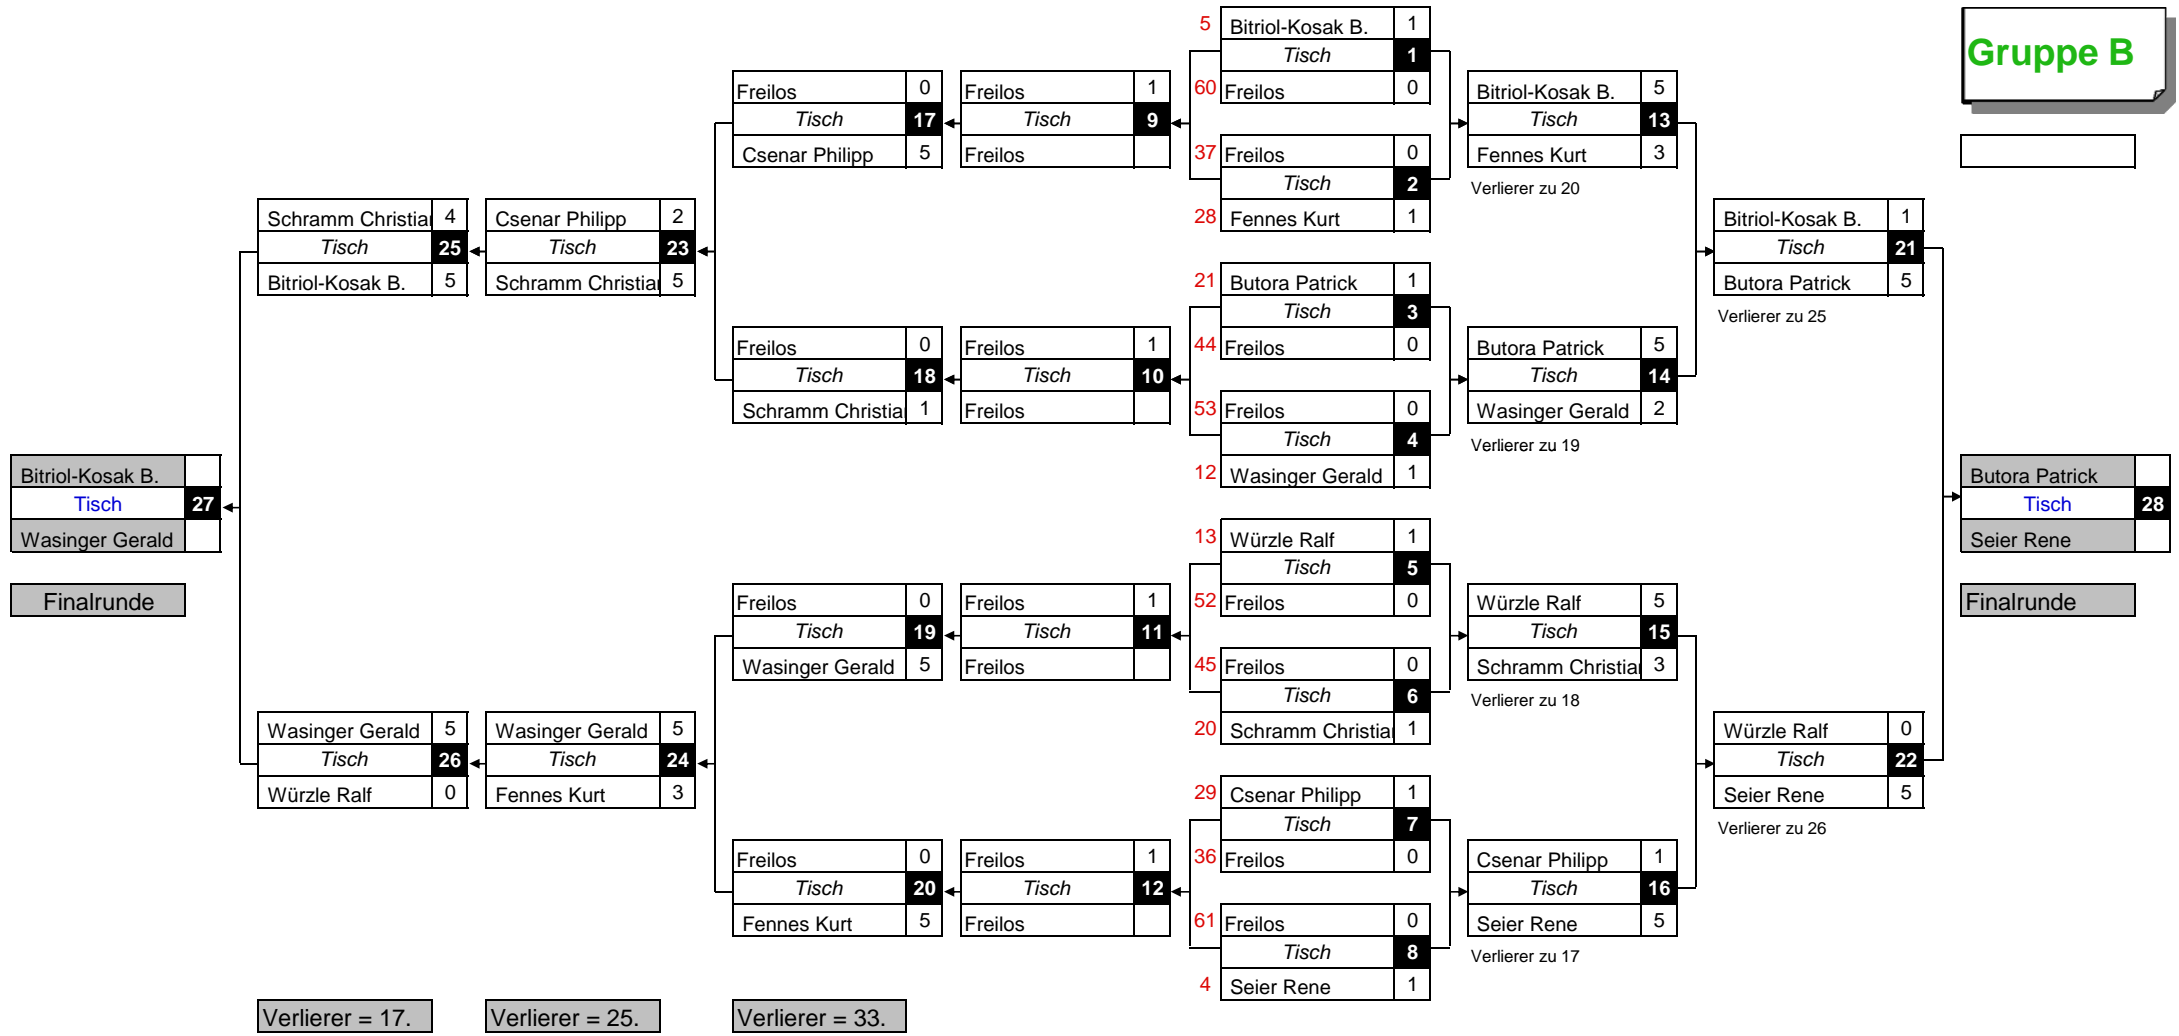 Gruppe B
5 Bitriol-Kosak B. 1
Tisch 1
60 Freilos 0
37 Freilos 0
Tisch 2
28 Fennes Kurt 1
21 Butora Patrick 1
Tisch 3
44 Freilos 0
53 Freilos 0
Tisch 4
12 Wasinger Gerald 1
13 Würzle Ralf 1
Tisch 5
52 Freilos 0
45 Freilos 0
Tisch 6
20 Schramm Christia 1
29 Csenar Philipp 1
Tisch 7
36 Freilos 0
61 Freilos 0
Tisch 8
4 Seier Rene 1
Freilos 1
Tisch 9
Freilos
Freilos 1
Tisch 10
Freilos
Freilos 1
Tisch 11
Freilos
Freilos 1
Tisch 12
Freilos
Bitriol-Kosak B. 5
Tisch 13
Fennes Kurt 3
Verlierer zu 20
Butora Patrick 5
Tisch 14
Wasinger Gerald 2
Verlierer zu 19
Würzle Ralf 5
Tisch 15
Schramm Christia 3
Verlierer zu 18
Csenar Philipp 1
Tisch 16
Seier Rene 5
Verlierer zu 17
Freilos 0
Tisch 17
Csenar Philipp 5
Freilos 0
Tisch 18
Schramm Christia 1
Freilos 0
Tisch 19
Wasinger Gerald 5
Freilos 0
Tisch 20
Fennes Kurt 5
Verlierer = 33.
Bitriol-Kosak B. 1
Tisch 21
Butora Patrick 5
Verlierer zu 25
Würzle Ralf 0
Tisch 22
Seier Rene 5
Verlierer zu 26
Csenar Philipp 2
Tisch 23
Schramm Christia 5
Wasinger Gerald 5
Tisch 24
Fennes Kurt 3
Verlierer = 25.
Schramm Christia 4
Tisch 25
Bitriol-Kosak B. 5
Wasinger Gerald 5
Tisch 26
Würzle Ralf 0
Verlierer = 17.
Bitriol-Kosak B.
Tisch 27
Wasinger Gerald
Finalrunde
Butora Patrick
Tisch 28
Seier Rene
Finalrunde